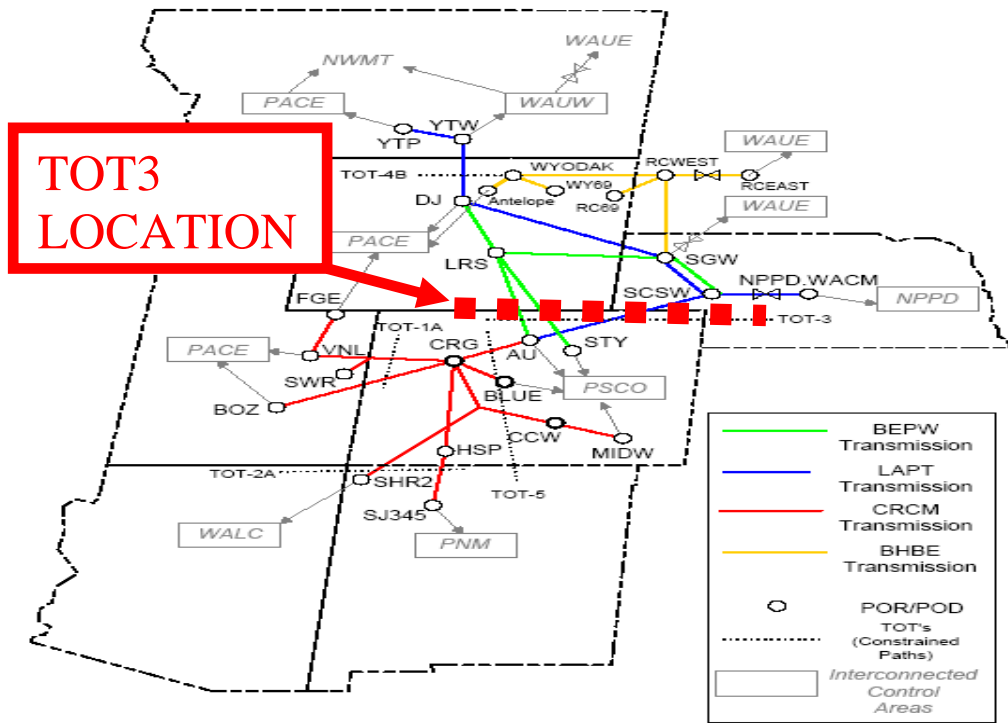 WAUE
NWMT
PACE
WAUW
YTW
YTP
TOT3
LOCATION
WYODAK
RCWEST
WAUE
TOT-4B
WY69
RCEAST
Antelope
RC69
DJ
WAUE
PACE
LRS
SGW
NPPD.WACM
SCSW
NPPD
FGE
TOT-3
TOT-1A
CRG
AU
STY
PACE
VNL
SWR
BLUE
PSCO
BOZ
CCW
HSP
MIDW
TOT-2A
SHR2
TOT-5
SJ345
WALC
PNM
BEPW
Transmission
LAPT
Transmission
CRCM
Transmission
BHBE
Transmission
POR/POD
TOT's
(Constrained
Paths)
Interconnected
Control
Areas